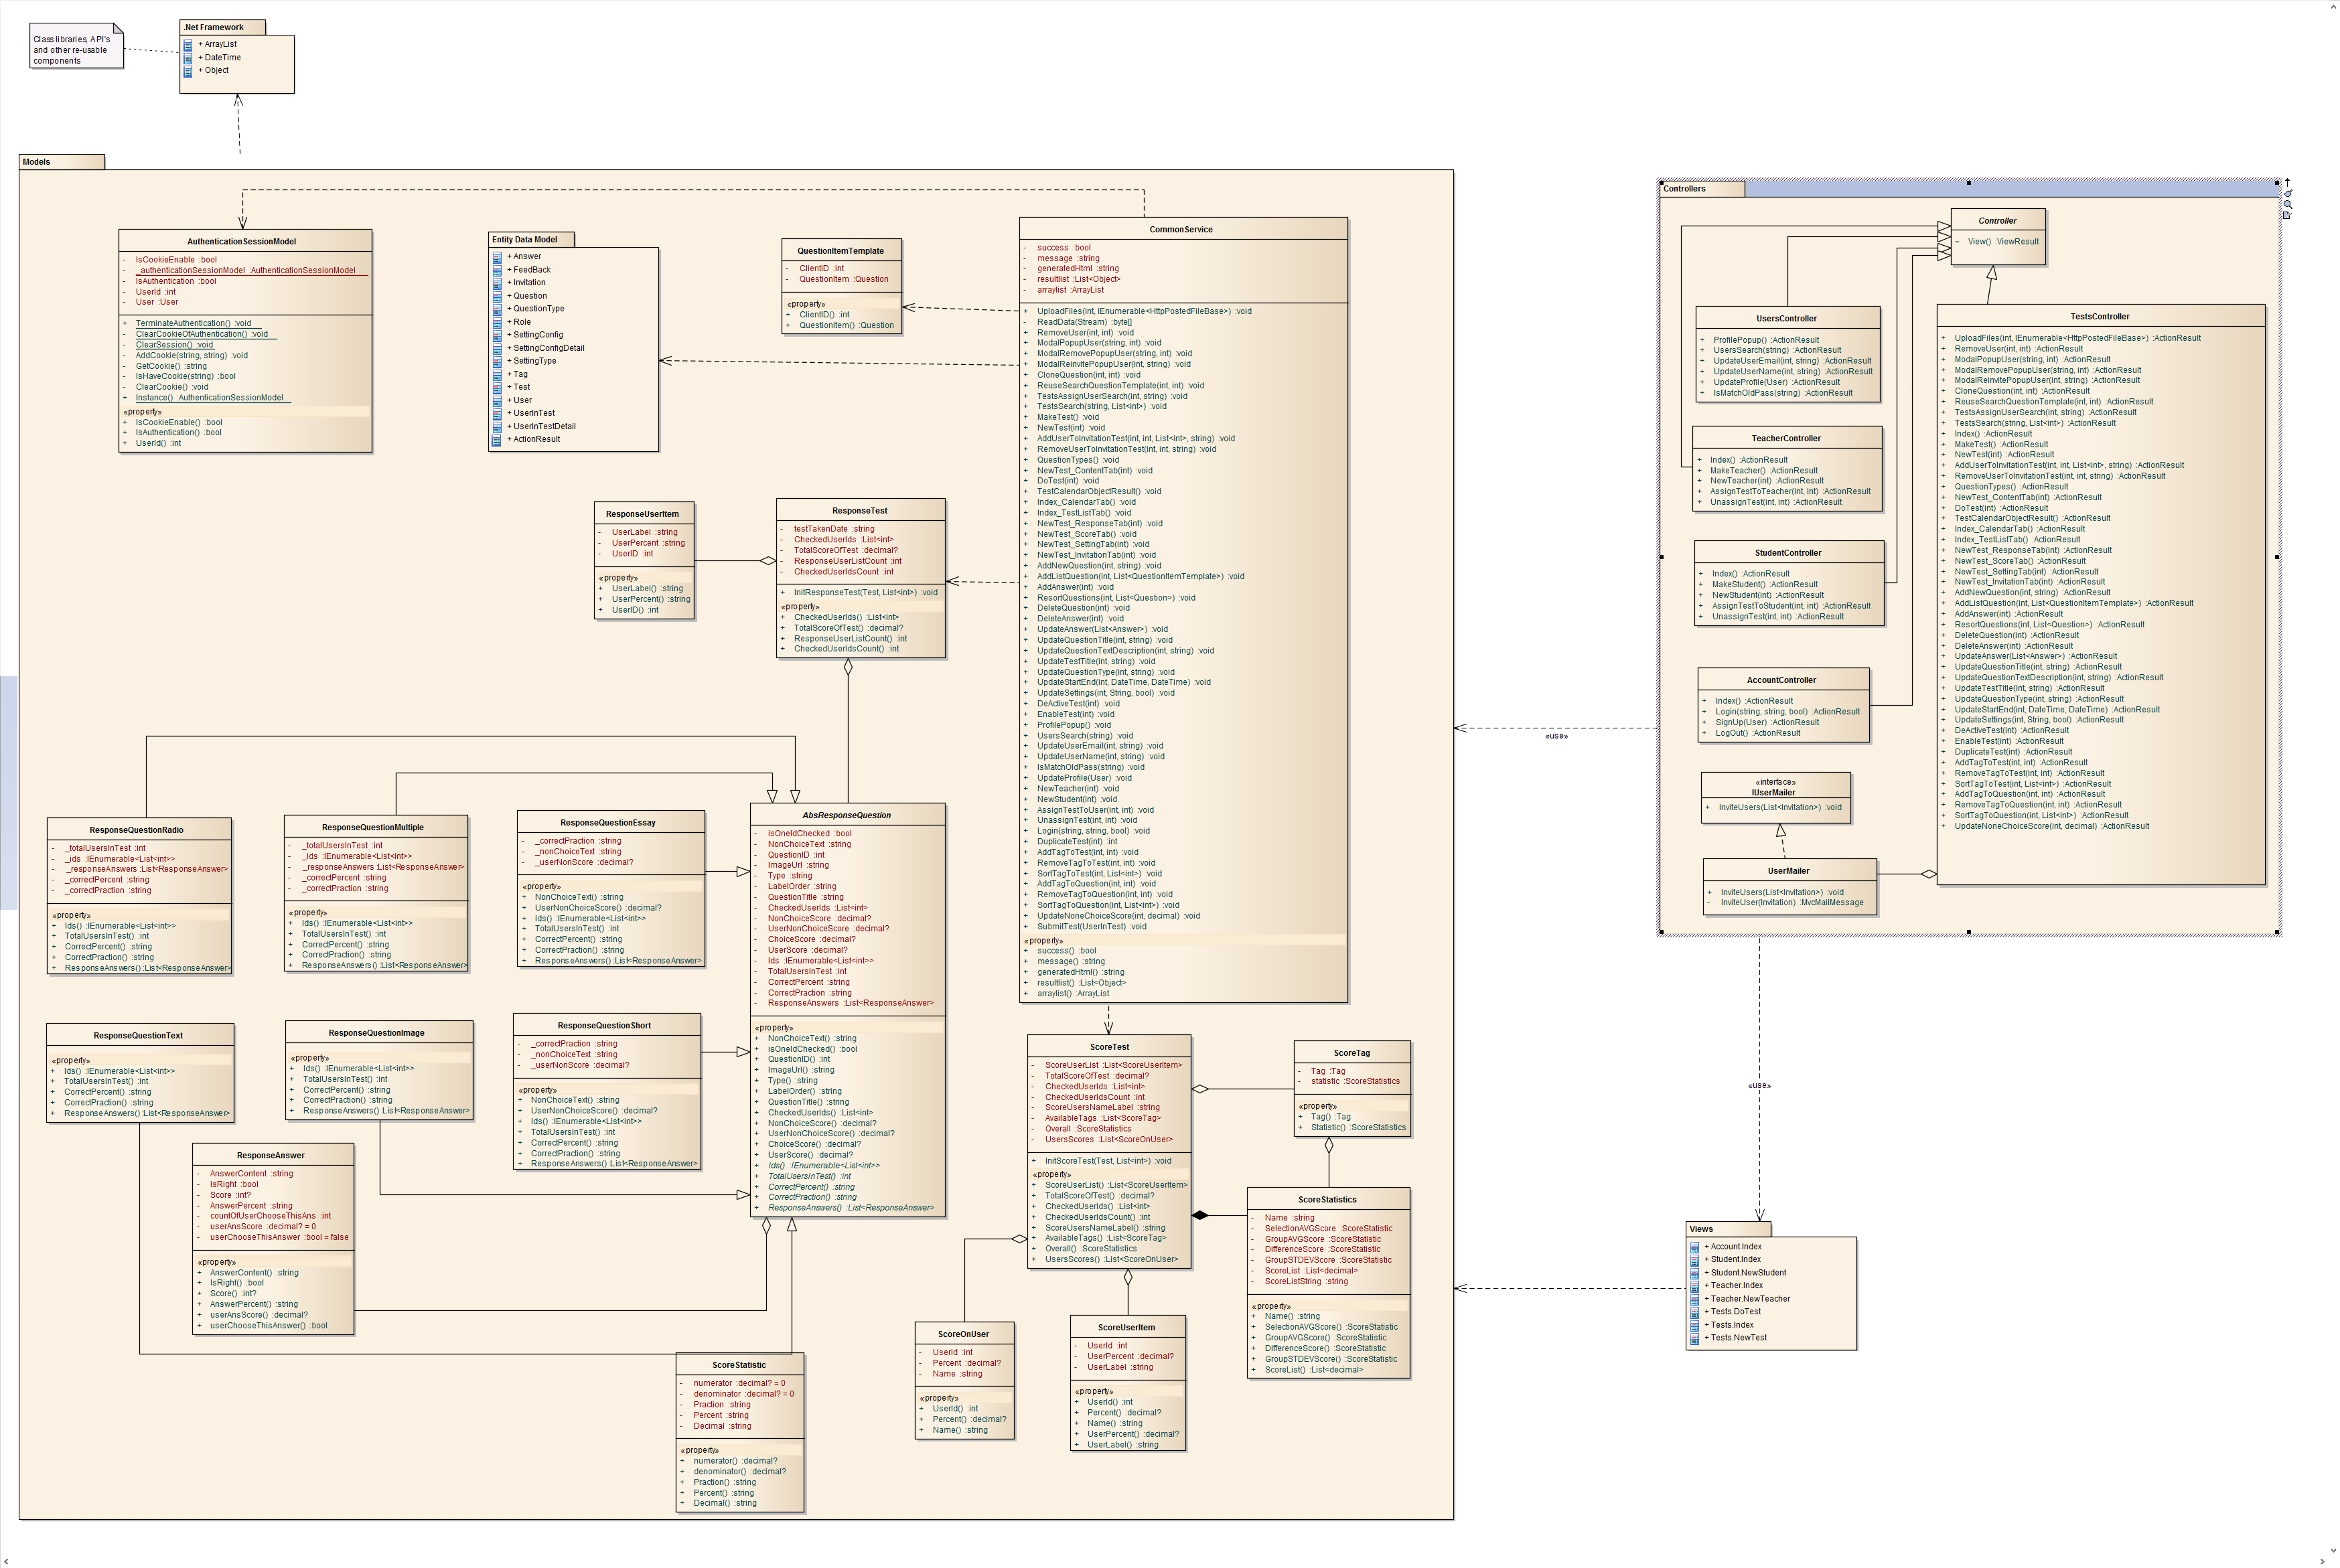 Class libraries, API's
and other re-usable
components
.Net Framework
+ ArrayList
+ DateTime
+ Object
Models
AuthenticationSessionModel
- IsCookieEnable :bool
- _authenticationSessionModel :AuthenticationSessionModel
- IsAuthentication :bool
- UserId :int
- User :User
+ TerminateAuthentication() :void
+ ClearCookieOfAuthentication() :void
+ ClearSession() :void
- AddCookie(string, string) :void
- GetCookie() :string
- IsHaveCookie(string) :bool
- ClearCookie() :void
+ Instance() :AuthenticationSessionModel
«property»
+ IsCookieEnable() :bool
+ IsAuthentication() :bool
+ UserId() :int
Entity Data Model
+ Answer
+ FeedBack
+ Invitation
+ Question
+ QuestionType
+ Role
+ SettingConfig
+ SettingConfigDetail
+ SettingType
+ Tag
+ Test
+ User
+ UserInTest
+ UserInTestDetail
+ ActionResult
QuestionItemTemplate
- ClientID :int
- QuestionItem :Question
«property»
+ ClientID() :int
+ QuestionItem() :Question
CommonService
- success :bool
- message :string
- generatedHtml :string
- resultlist :List<Object>
- arraylist :ArrayList
+ UploadFiles(int, IEnumerable<HttpPostedFileBase>) :void
- ReadData(Stream) :byte[]
+ RemoveUser(int, int) :void
+ ModalPopupUser(string, int) :void
+ ModalRemovePopupUser(string, int) :void
+ ModalReinvitePopupUser(int, string) :void
+ CloneQuestion(int, int) :void
+ ReuseSearchQuestionTemplate(int, int) :void
+ TestsAssignUserSearch(int, string) :void
+ TestsSearch(string, List<int>) :void
+ MakeTest() :void
+ NewTest(int) :void
+ AddUserToInvitationTest(int, int, List<int>, string) :void
+ RemoveUserToInvitationTest(int, int, string) :void
+ QuestionTypes() :void
+ NewTest_ContentTab(int) :void
+ DoTest(int) :void
+ TestCalendarObjectResult() :void
+ Index_CalendarTab() :void
+ Index_TestListTab() :void
+ NewTest_ResponseTab(int) :void
+ NewTest_ScoreTab() :void
+ NewTest_SettingTab(int) :void
+ NewTest_InvitationTab(int) :void
+ AddNewQuestion(int, string) :void
+ AddListQuestion(int, List<QuestionItemTemplate>) :void
+ AddAnswer(int) :void
+ ResortQuestions(int, List<Question>) :void
+ DeleteQuestion(int) :void
+ DeleteAnswer(int) :void
+ UpdateAnswer(List<Answer>) :void
+ UpdateQuestionTitle(int, string) :void
+ UpdateQuestionTextDescription(int, string) :void
+ UpdateTestTitle(int, string) :void
+ UpdateQuestionType(int, string) :void
+ UpdateStartEnd(int, DateTime, DateTime) :void
+ UpdateSettings(int, String, bool) :void
+ DeActiveTest(int) :void
+ EnableTest(int) :void
+ ProfilePopup() :void
+ UsersSearch(string) :void
+ UpdateUserEmail(int, string) :void
+ UpdateUserName(int, string) :void
+ IsMatchOldPass(string) :void
+ UpdateProfile(User) :void
+ NewTeacher(int) :void
+ NewStudent(int) :void
+ AssignTestToUser(int, int) :void
+ UnassignTest(int, int) :void
+ Login(string, string, bool) :void
+ DuplicateTest(int) :int
+ AddTagToTest(int, int) :void
+ RemoveTagToTest(int, int) :void
+ SortTagToTest(int, List<int>) :void
+ AddTagToQuestion(int, int) :void
+ RemoveTagToQuestion(int, int) :void
+ SortTagToQuestion(int, List<int>) :void
+ UpdateNoneChoiceScore(int, decimal) :void
+ SubmitTest(UserInTest) :void
«property»
+ success() :bool
+ message() :string
+ generatedHtml() :string
+ resultlist() :List<Object>
+ arraylist() :ArrayList
ResponseUserItem
- UserLabel :string
- UserPercent :string
- UserID :int
«property»
+ UserLabel() :string
+ UserPercent() :string
+ UserID() :int
ResponseTest
- testTakenDate :string
- CheckedUserIds :List<int>
- TotalScoreOfTest :decimal?
- ResponseUserListCount :int
- CheckedUserIdsCount :int
+ InitResponseTest(Test, List<int>) :void
«property»
+ CheckedUserIds() :List<int>
+ TotalScoreOfTest() :decimal?
+ ResponseUserListCount() :int
+ CheckedUserIdsCount() :int
ResponseQuestionRadio
- _totalUsersInTest :int
- _ids :IEnumerable<List<int>>
- _responseAnswers :List<ResponseAnswer>
- _correctPercent :string
- _correctPraction :string
«property»
+ Ids() :IEnumerable<List<int>>
+ TotalUsersInTest() :int
+ CorrectPercent() :string
+ CorrectPraction() :string
+ ResponseAnswers() :List<ResponseAnswer>
ResponseQuestionMultiple
- _totalUsersInTest :int
- _ids :IEnumerable<List<int>>
- _responseAnswers :List<ResponseAnswer>
- _correctPercent :string
- _correctPraction :string
«property»
+ Ids() :IEnumerable<List<int>>
+ TotalUsersInTest() :int
+ CorrectPercent() :string
+ CorrectPraction() :string
+ ResponseAnswers() :List<ResponseAnswer>
ResponseQuestionEssay
- _correctPraction :string
- _nonChoiceText :string
- _userNonScore :decimal?
«property»
+ NonChoiceText() :string
+ UserNonChoiceScore() :decimal?
+ Ids() :IEnumerable<List<int>>
+ TotalUsersInTest() :int
+ CorrectPercent() :string
+ CorrectPraction() :string
+ ResponseAnswers() :List<ResponseAnswer>
AbsResponseQuestion
- isOneIdChecked :bool
- NonChoiceText :string
- QuestionID :int
- ImageUrl :string
- Type :string
- LabelOrder :string
- QuestionTitle :string
- CheckedUserIds :List<int>
- NonChoiceScore :decimal?
- UserNonChoiceScore :decimal?
- ChoiceScore :decimal?
- UserScore :decimal?
- Ids :IEnumerable<List<int>>
- TotalUsersInTest :int
- CorrectPercent :string
- CorrectPraction :string
- ResponseAnswers :List<ResponseAnswer>
«property»
+ NonChoiceText() :string
+ isOneIdChecked() :bool
+ QuestionID() :int
+ ImageUrl() :string
+ Type() :string
+ LabelOrder() :string
+ QuestionTitle() :string
+ CheckedUserIds() :List<int>
+ NonChoiceScore() :decimal?
+ UserNonChoiceScore() :decimal?
+ ChoiceScore() :decimal?
+ UserScore() :decimal?
+ Ids() :IEnumerable<List<int>>
+ TotalUsersInTest() :int
+ CorrectPercent() :string
+ CorrectPraction() :string
+ ResponseAnswers() :List<ResponseAnswer>
ResponseQuestionText
«property»
+ Ids() :IEnumerable<List<int>>
+ TotalUsersInTest() :int
+ CorrectPercent() :string
+ CorrectPraction() :string
+ ResponseAnswers() :List<ResponseAnswer>
ResponseQuestionImage
«property»
+ Ids() :IEnumerable<List<int>>
+ TotalUsersInTest() :int
+ CorrectPercent() :string
+ CorrectPraction() :string
+ ResponseAnswers() :List<ResponseAnswer>
ResponseQuestionShort
- _correctPraction :string
- _nonChoiceText :string
- _userNonScore :decimal?
«property»
+ NonChoiceText() :string
+ UserNonChoiceScore() :decimal?
+ Ids() :IEnumerable<List<int>>
+ TotalUsersInTest() :int
+ CorrectPercent() :string
+ CorrectPraction() :string
+ ResponseAnswers() :List<ResponseAnswer>
ResponseAnswer
- AnswerContent :string
- IsRight :bool
- Score :int?
- AnswerPercent :string
- countOfUserChooseThisAns :int
- userAnsScore :decimal? = 0
- userChooseThisAnswer :bool = false
«property»
+ AnswerContent() :string
+ IsRight() :bool
+ Score() :int?
+ AnswerPercent() :string
+ userAnsScore() :decimal?
+ userChooseThisAnswer() :bool
ScoreStatistic
- numerator :decimal? = 0
- denominator :decimal? = 0
- Praction :string
- Percent :string
- Decimal :string
«property»
+ numerator() :decimal?
+ denominator() :decimal?
+ Praction() :string
+ Percent() :string
+ Decimal() :string
ScoreTest
- ScoreUserList :List<ScoreUserItem>
- TotalScoreOfTest :decimal?
- CheckedUserIds :List<int>
- CheckedUserIdsCount :int
- ScoreUsersNameLabel :string
- AvailableTags :List<ScoreTag>
- Overall :ScoreStatistics
- UsersScores :List<ScoreOnUser>
+ InitScoreTest(Test, List<int>) :void
«property»
+ ScoreUserList() :List<ScoreUserItem>
+ TotalScoreOfTest() :decimal?
+ CheckedUserIds() :List<int>
+ CheckedUserIdsCount() :int
+ ScoreUsersNameLabel() :string
+ AvailableTags() :List<ScoreTag>
+ Overall() :ScoreStatistics
+ UsersScores() :List<ScoreOnUser>
ScoreTag
- Tag :Tag
- statistic :ScoreStatistics
«property»
+ Tag() :Tag
+ Statistic() :ScoreStatistics
ScoreStatistics
- Name :string
- SelectionAVGScore :ScoreStatistic
- GroupAVGScore :ScoreStatistic
- DifferenceScore :ScoreStatistic
- GroupSTDEVScore :ScoreStatistic
- ScoreList :List<decimal>
- ScoreListString :string
«property»
+ Name() :string
+ SelectionAVGScore() :ScoreStatistic
+ GroupAVGScore() :ScoreStatistic
+ DifferenceScore() :ScoreStatistic
+ GroupSTDEVScore() :ScoreStatistic
+ ScoreList() :List<decimal>
ScoreOnUser
- UserId :int
- Percent :decimal?
- Name :string
«property»
+ UserId() :int
+ Percent() :decimal?
+ Name() :string
ScoreUserItem
- UserId :int
- UserPercent :decimal?
- UserLabel :string
«property»
+ UserId() :int
+ Percent() :decimal?
+ Name() :string
+ UserPercent() :decimal?
+ UserLabel() :string
«use»
Controllers
Controller
~ View() :ViewResult
UsersController
+ ProfilePopup() :ActionResult
+ UsersSearch(string) :ActionResult
+ UpdateUserEmail(int, string) :ActionResult
+ UpdateUserName(int, string) :ActionResult
+ UpdateProfile(User) :ActionResult
+ IsMatchOldPass(string) :ActionResult
TeacherController
+ Index() :ActionResult
+ MakeTeacher() :ActionResult
+ NewTeacher() :ActionResult
+ AssignTestToTeacher(int, int) :ActionResult
+ UnassignTest(int, int) :ActionResult
StudentController
+ Index() :ActionResult
+ MakeStudent() :ActionResult
+ NewStudent(int) :ActionResult
+ AssignTestToStudent(int, int) :ActionResult
+ UnassignTest(int, int) :ActionResult
AccountController
+ Index() :ActionResult
+ Login(string, string, bool) :ActionResult
+ SignUp(User) :ActionResult
+ LogOut() :ActionResult
«interface»
IUserMailer
+ InviteUsers(List<Invitation>) :void
UserMailer
+ InviteUsers(List<Invitation>) :void
- InviteUser(Invitation) :MvcMailMessage
TestsController
+ UploadFiles(int, IEnumerable<HttpPostedFileBase>) :ActionResult
+ RemoveUser(int, int) :ActionResult
+ ModalPopupUser(string, int) :ActionResult
+ ModalRemovePopupUser(string, int) :ActionResult
+ ModalReinvitePopupUser(int, string) :ActionResult
+ CloneQuestion(int, int) :ActionResult
+ ReuseSearchQuestionTemplate(int, int) :ActionResult
+ TestsAssignUserSearch(int, string) :ActionResult
+ TestsSearch(string, List<int>) :ActionResult
+ Index() :ActionResult
+ MakeTest() :ActionResult
+ NewTest(int) :ActionResult
+ AddUserToInvitationTest(int, int, List<int>, string) :ActionResult
+ RemoveUserToInvitationTest(int, int, string) :ActionResult
+ QuestionTypes() :ActionResult
+ NewTest_ContentTab(int) :ActionResult
+ DoTest(int) :ActionResult
+ TestCalendarObjectResult() :ActionResult
+ Index_CalendarTab() :ActionResult
+ Index_TestListTab() :ActionResult
+ NewTest_ResponseTab(int) :ActionResult
+ NewTest_ScoreTab() :ActionResult
+ NewTest_SettingTab(int) :ActionResult
+ NewTest_InvitationTab(int) :ActionResult
+ AddNewQuestion(int, string) :ActionResult
+ AddListQuestion(int, List<QuestionItemTemplate>) :ActionResult
+ AddAnswer(int) :ActionResult
+ ResortQuestions(int, List<Question>) :ActionResult
+ DeleteQuestion(int) :ActionResult
+ DeleteAnswer(int) :ActionResult
+ UpdateAnswer(List<Answer>) :ActionResult
+ UpdateQuestionTitle(int, string) :ActionResult
+ UpdateQuestionTextDescription(int, string) :ActionResult
+ UpdateTestTitle(int, string) :ActionResult
+ UpdateQuestionType(int, string) :ActionResult
+ UpdateStartEnd(int, DateTime, DateTime) :ActionResult
+ UpdateSettings(int, String, bool) :ActionResult
+ DeActiveTest(int) :ActionResult
+ EnableTest(int) :ActionResult
+ DuplicateTest(int) :ActionResult
+ AddTagToTest(int, int) :ActionResult
+ RemoveTagToTest(int, int) :ActionResult
+ SortTagToTest(int, List<int>) :ActionResult
+ AddTagToQuestion(int, int) :ActionResult
+ RemoveTagToQuestion(int, int) :ActionResult
+ SortTagToQuestion(int, List<int>) :ActionResult
+ UpdateNoneChoiceScore(int, decimal) :ActionResult
«use»
Views
+ Account.Index
+ Student.Index
+ Student.NewStudent
+ Teacher.Index
+ Teacher.NewTeacher
+ Tests.DoTest
+ Tests.Index
+ Tests.NewTest